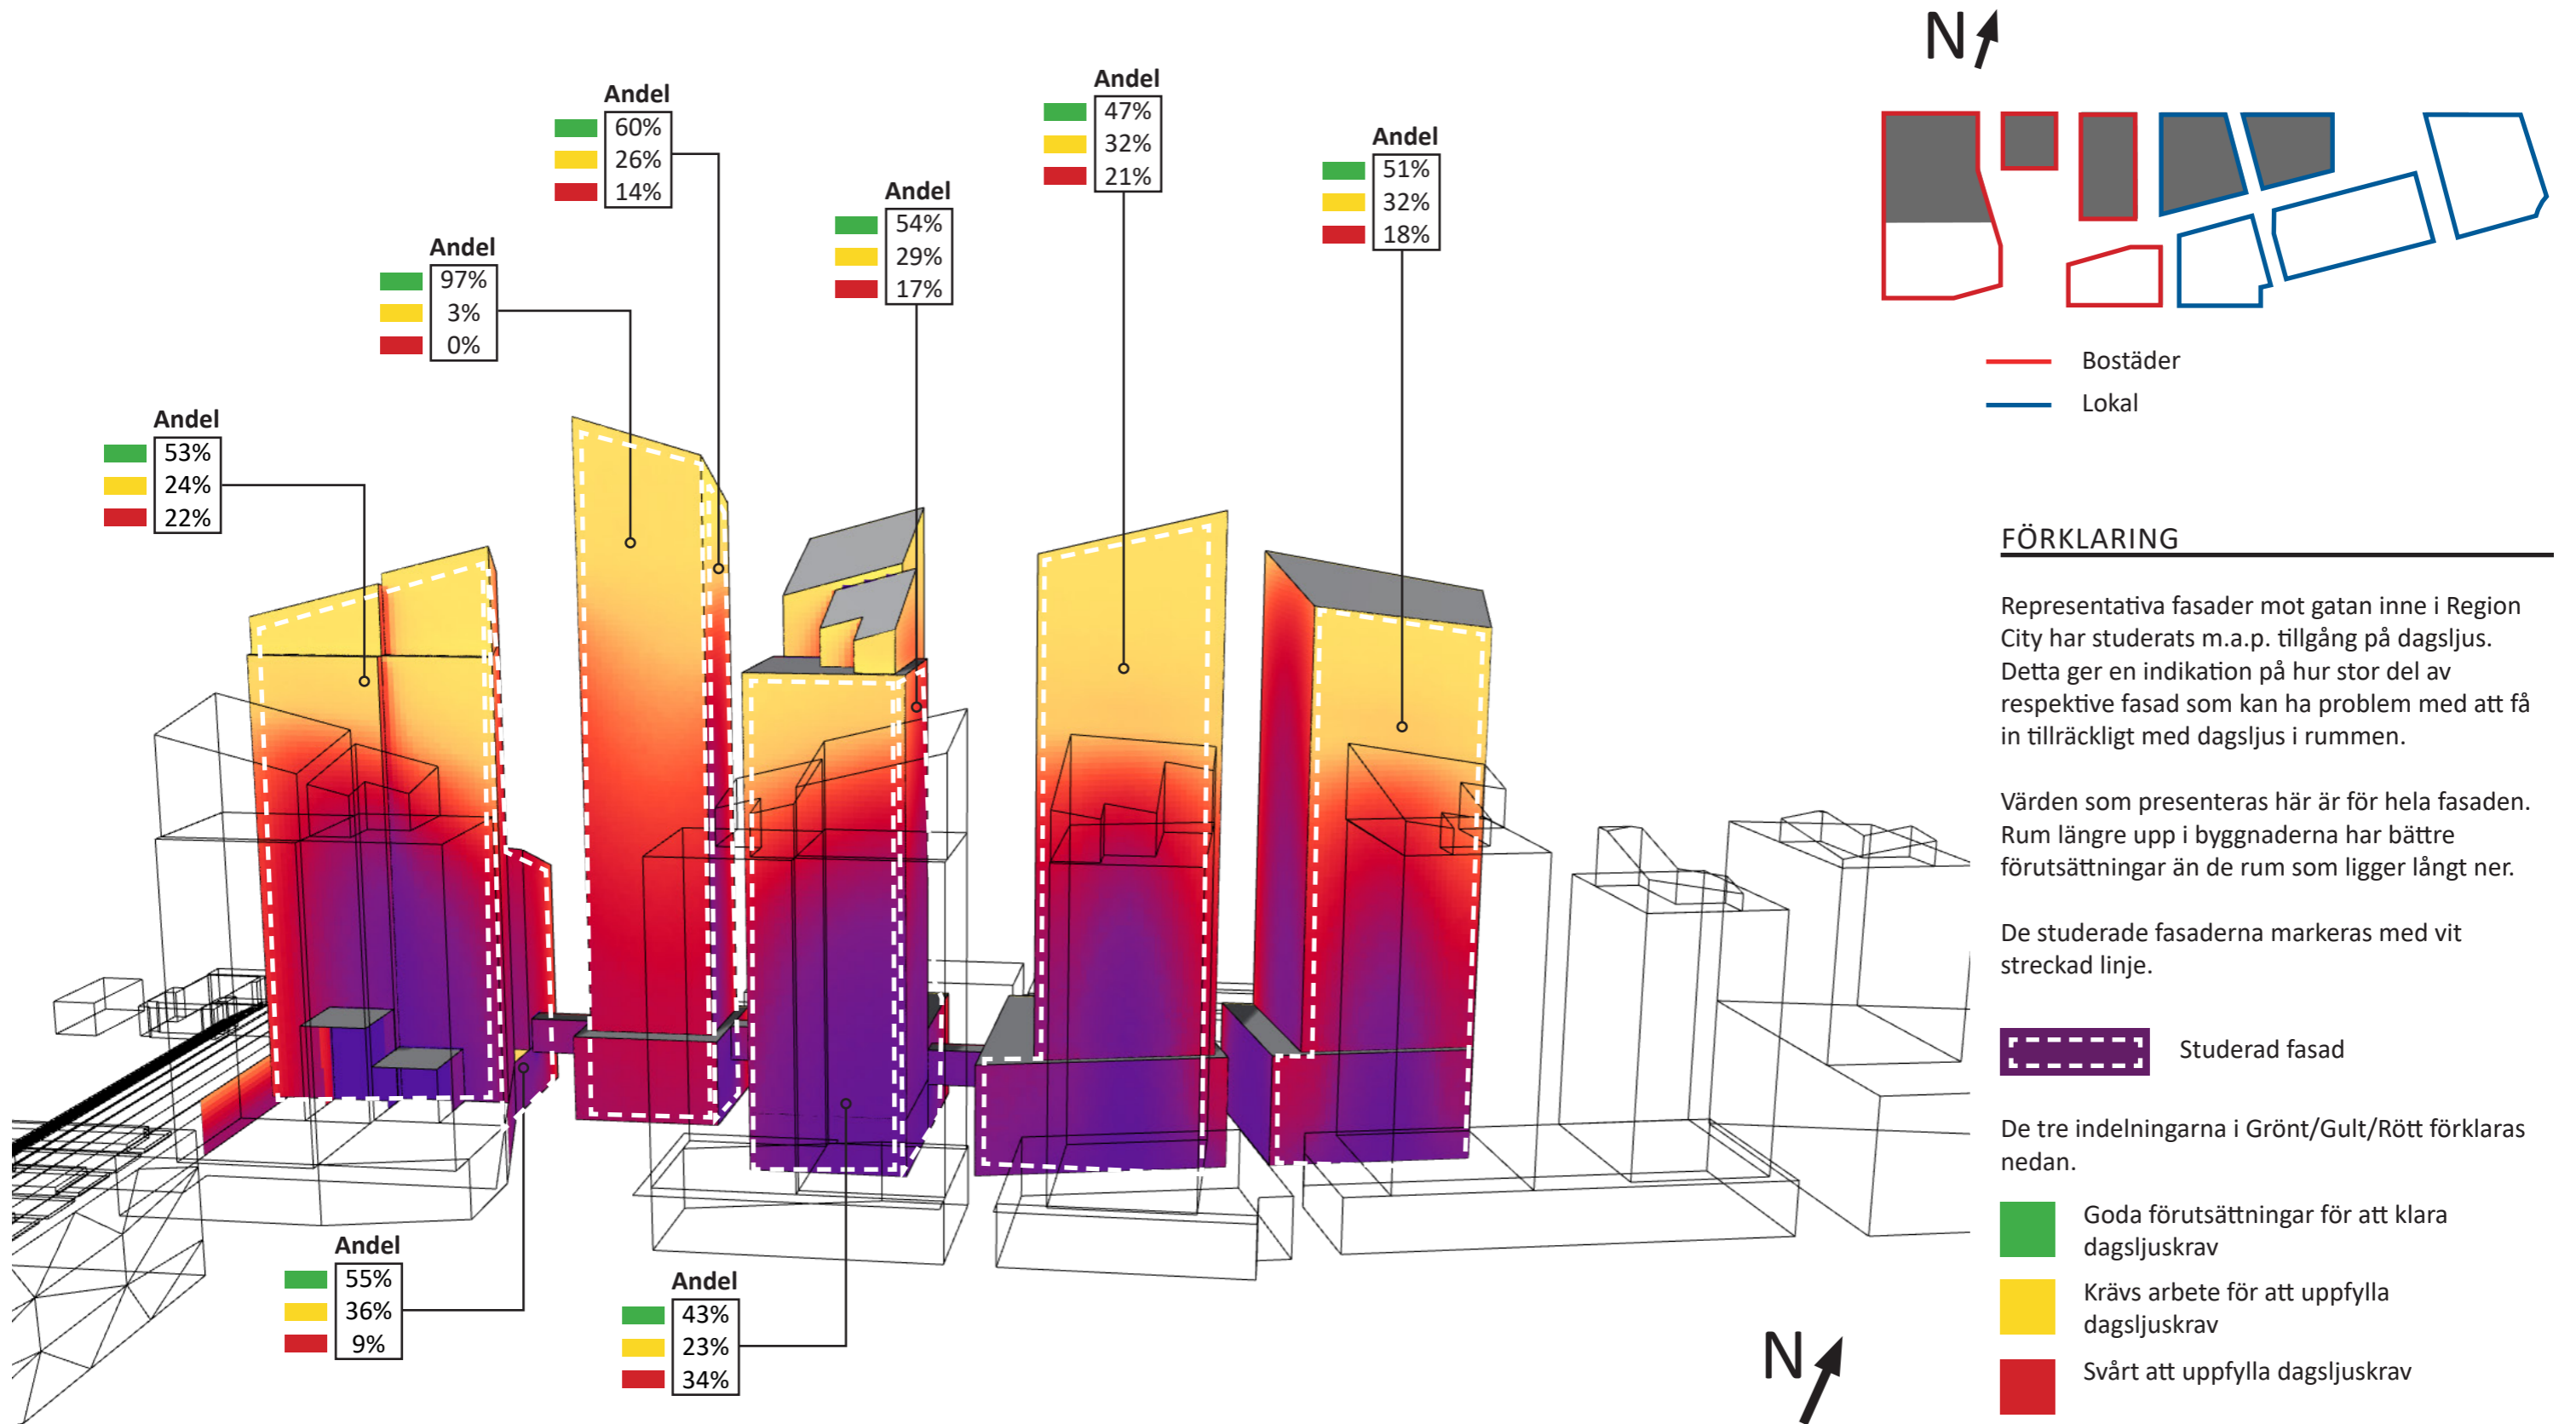 N
Andel
47%
32%
21%
Andel
60%
26%
14%
Andel
51%
32%
18%
Andel
54%
29%
17%
Andel
97%
3%
0%
Bostäder
Lokal
Andel
53%
24%
22%
FÖRKLARING
Representativa fasader mot gatan inne i Region
City har studerats m.a.p. tillgång på dagsljus.
Detta ger en indikation på hur stor del av
respektive fasad som kan ha problem med att få
in tillräckligt med dagsljus i rummen.
Värden som presenteras här är för hela fasaden.
Rum längre upp i byggnaderna har bättre
förutsättningar än de rum som ligger långt ner.
De studerade fasaderna markeras med vit
streckad linje.
Studerad fasad
De tre indelningarna i Grönt/Gult/Rött förklaras
nedan.
Goda förutsättningar för att klara
dagsljuskrav
Krävs arbete för att uppfylla
dagsljuskrav
Svårt att uppfylla dagsljuskrav
Andel
55%
36%
9%
Andel
43%
23%
34%
N